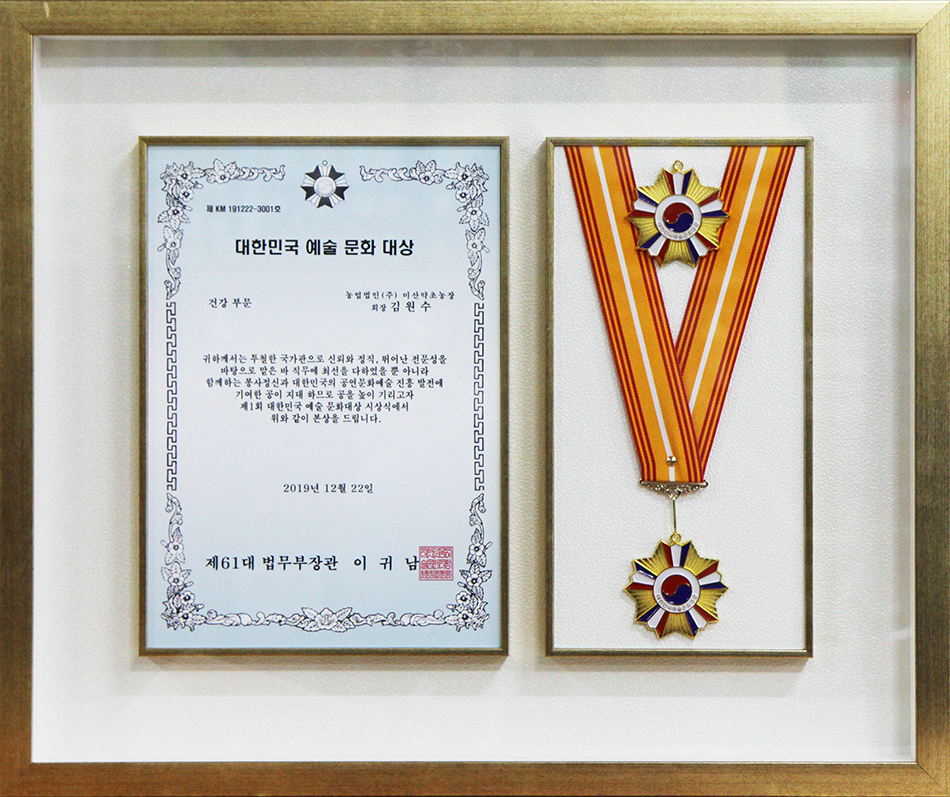 제 KM 191222-3001호
대한민국 예술 문화 대상
건강 부문
농업법인(주) 미산약초농장
회장 김 원 수
귀하께서는 투철한 국가관으로 신뢰와 정직, 뛰어난 전문성을
바탕으로 맡은 바 직무에 최선을 다하였을 뿐 아니라
함께하는 봉사정신과 대한민국의 공연문화예술 진흥 발전에
기여한 공이 지대 하므로 공을 높이 기리고자
제1회 대한민국 예술 문화대상 시상식에서
위와 같이 본상을 드립니다.
2019년 12월 22일
제61대 법무부장관 이 귀 남